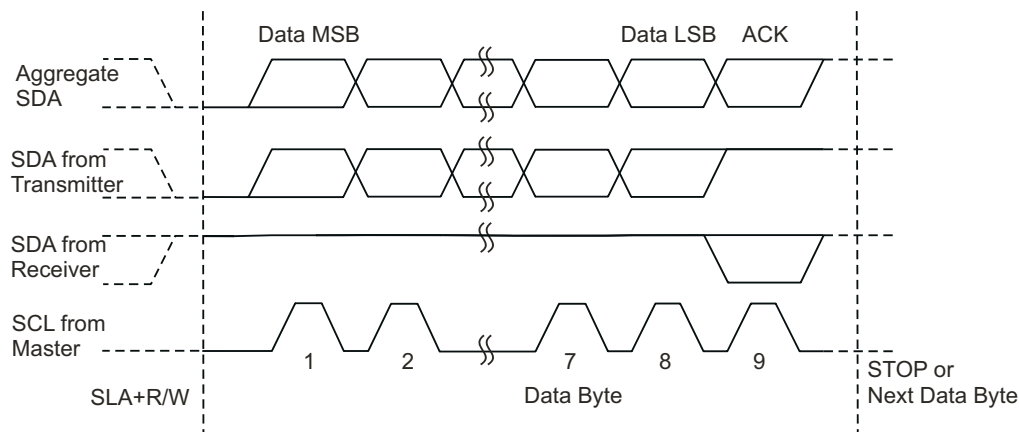 Data MSB
Data LSB
ACK
Aggregate
SDA
SDA from
Transmitter
SDA from
Receiver
SCL from
Master
1
2
7
8
9
SLA+R/W
Data Byte
STOP or
Next Data Byte